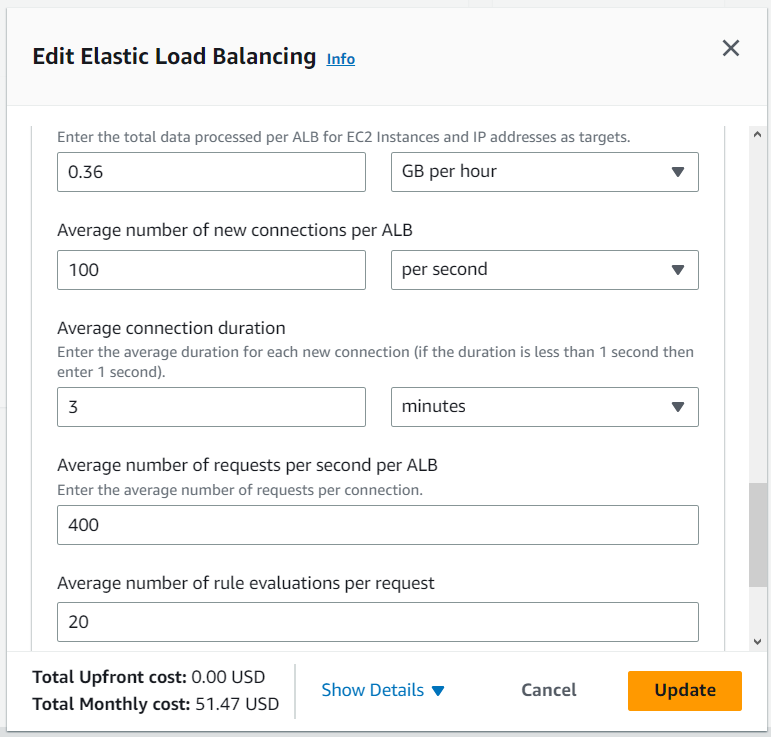 Edit Elastic Load Balancing Info
Enter the total data processed per ALB for EC2 Instances and IP addresses as targets.
0.36 GB per hour
Average number of new connections per ALB
100 per second
Average connection duration
Enter the average duration for each new connection (if the duration is less than 1 second then
enter 1 second).
3 minutes
Average number of requests per second per ALB
Enter the average number of requests per connection.
400
Average number of rule evaluations per request
20
Total Upfront cost: 0.00 USD
Total Monthly cost: 51.47 USD
Show Details Cancel Update